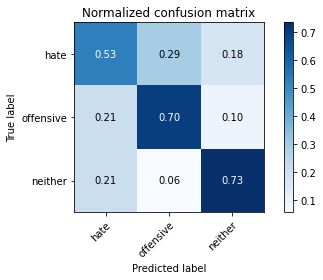 Normalized confusion matrix
True label
hate 0.53 0.29 0.18
offensive 0.21 0.70 0.10
neither 0.21 0.06 0.73
hate offensive neither
Predicted label
0.7
0.6
0.5
0.4
0.3
0.2
0.1